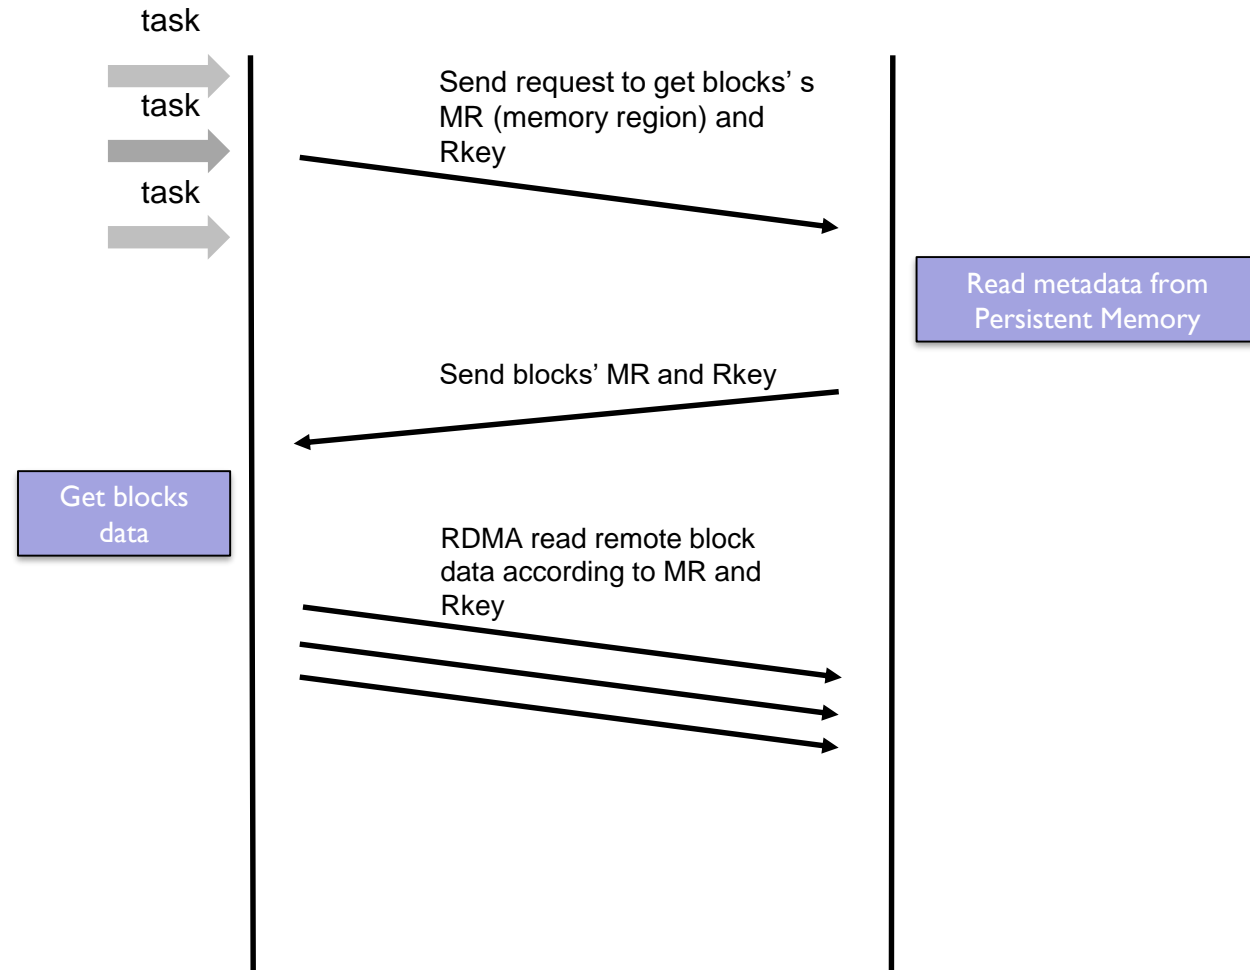 task
task
task
Send request to get blocks’ s
MR (memory region) and
Rkey
Read metadata from
Persistent Memory
Send blocks’ MR and Rkey
Get blocks
data
RDMA read remote block
data according to MR and
Rkey